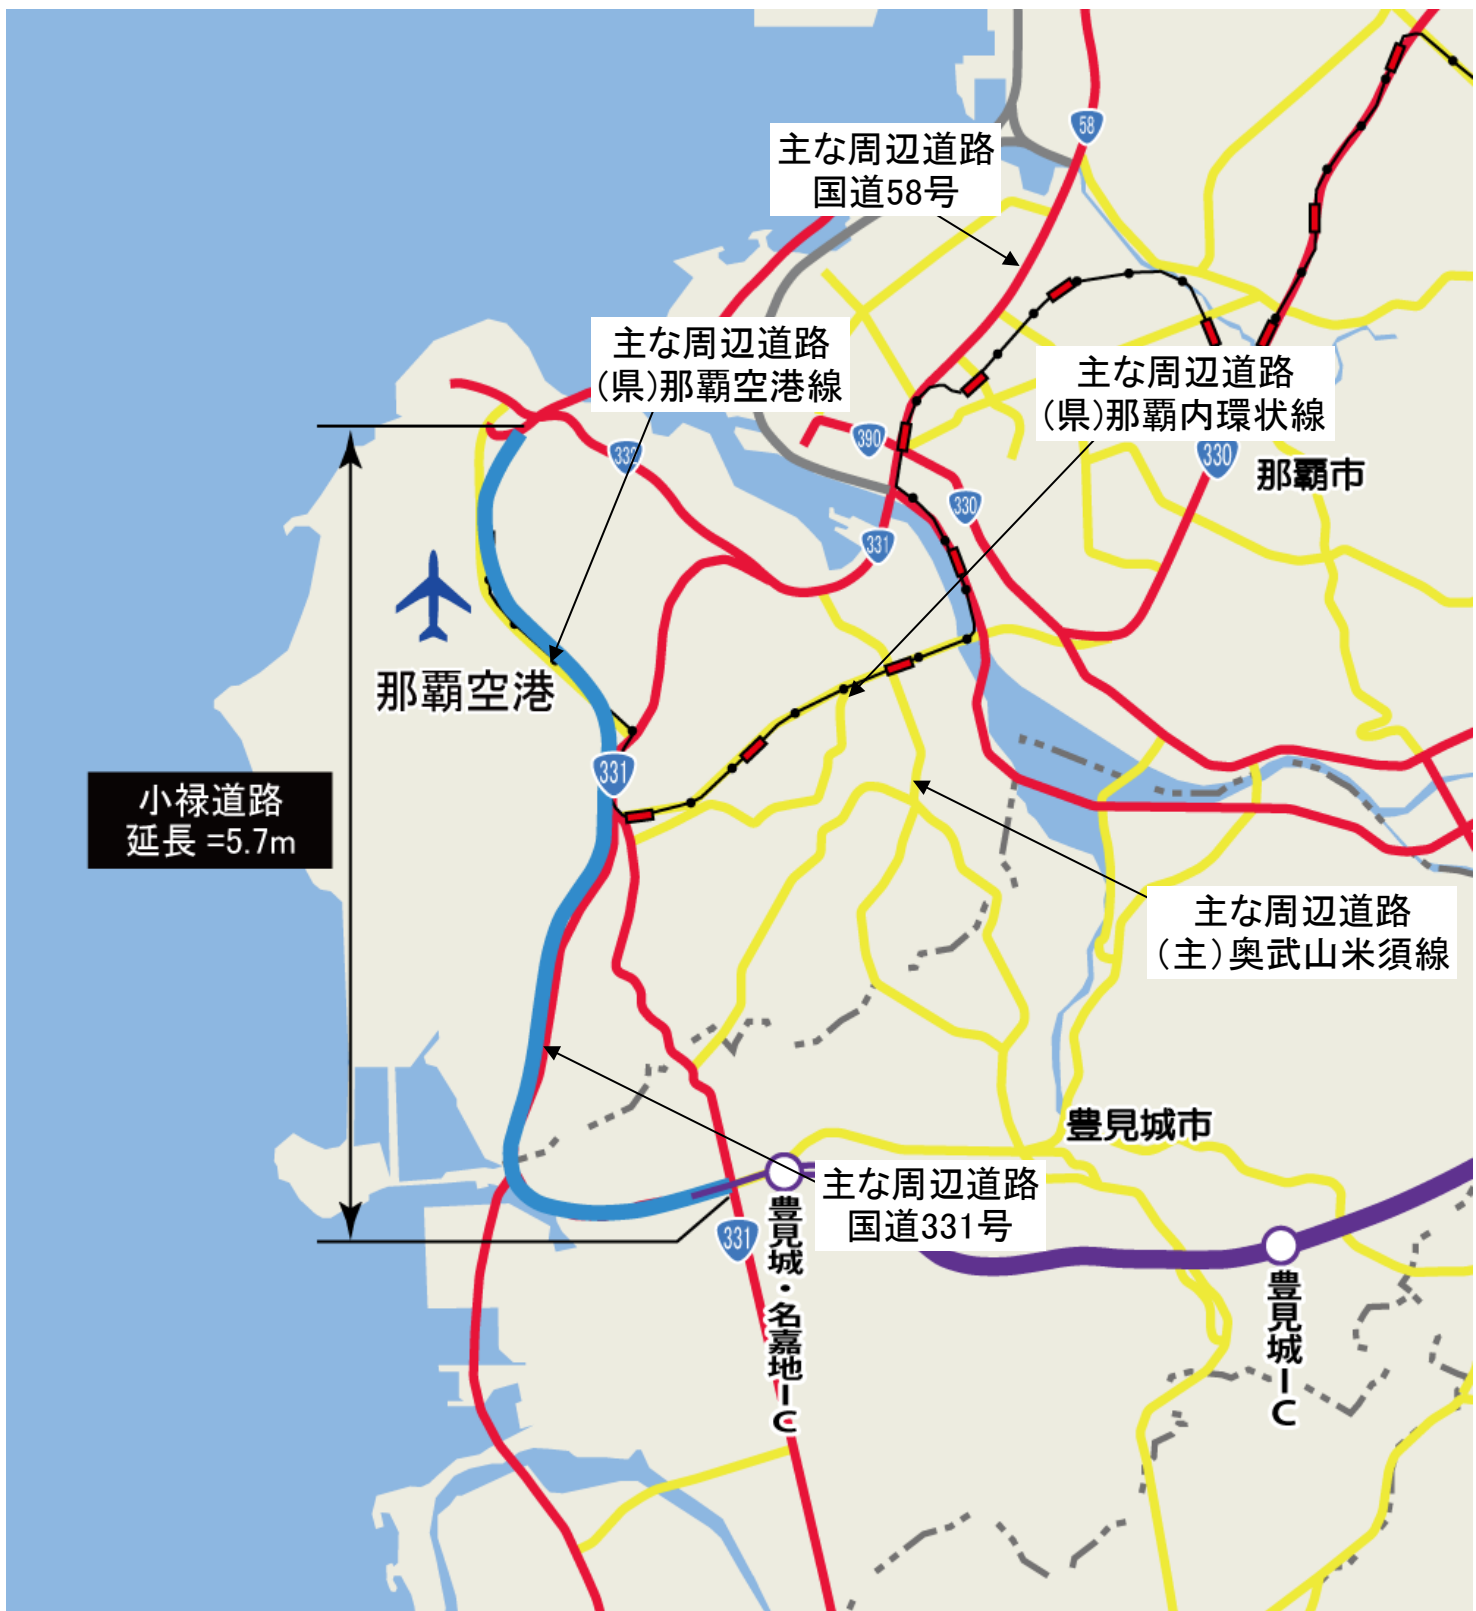 58
主な周辺道路
国道58号
主な周辺道路
(県)那覇空港線
主な周辺道路
(県)那覇内環状線
390
332
330
那覇市
330
331
那覇空港
331
小禄道路
延長 =5.7m
主な周辺道路
(主)奥武山米須線
豊見城市
主な周辺道路
国道331号
331
豊見城・名嘉地IC
豊見城IC